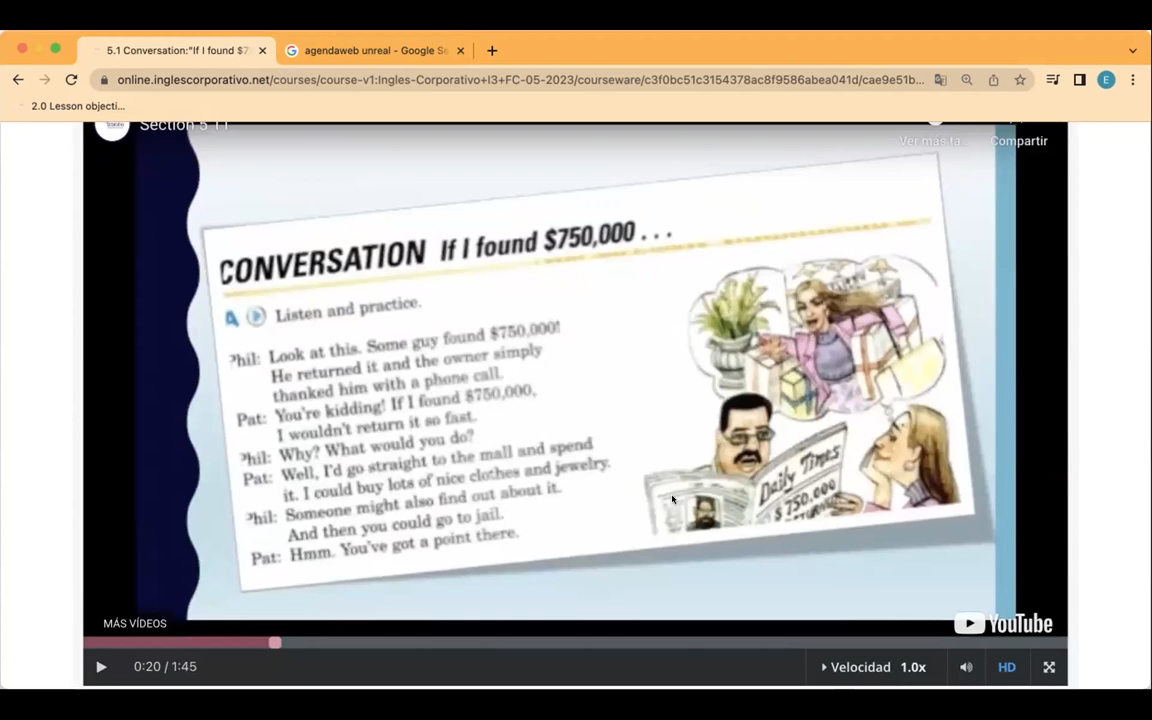 5.1 Conversation:"If I found $7
agendaweb unreal - Google Se
online.inglescorporativo.net/courses/course-v1:Ingles-Corporativo+I3+FC-05-2023/courseware/c3f0bc51c3154378ac8f9586abea041d/cae9e51b...
E
2.0 Lesson objecti...
Section 5 11
Ver más ta...
Compartir
CONVERSATION If I found $750,000 . . .
A Listen and practice.
Phil: Look at this. Some guy found $750,000!
He returned it and the owner simply
thanked him with a phone call.
Pat: You're kidding! If I found $750,000,
I wouldn't return it so fast.
Phil: Why? What would you do?
Pat: Well, I'd go straight to the mall and spend
it. I could buy lots of nice clothes and jewelry.
Phil: Someone might also find out about it.
And then you could go to jail.
Pat: Hmm. You've got a point there.
Daily Times
$750,000
MÁS VÍDEOS
YouTube
0:20 / 1:45
Velocidad 1.0x
HD